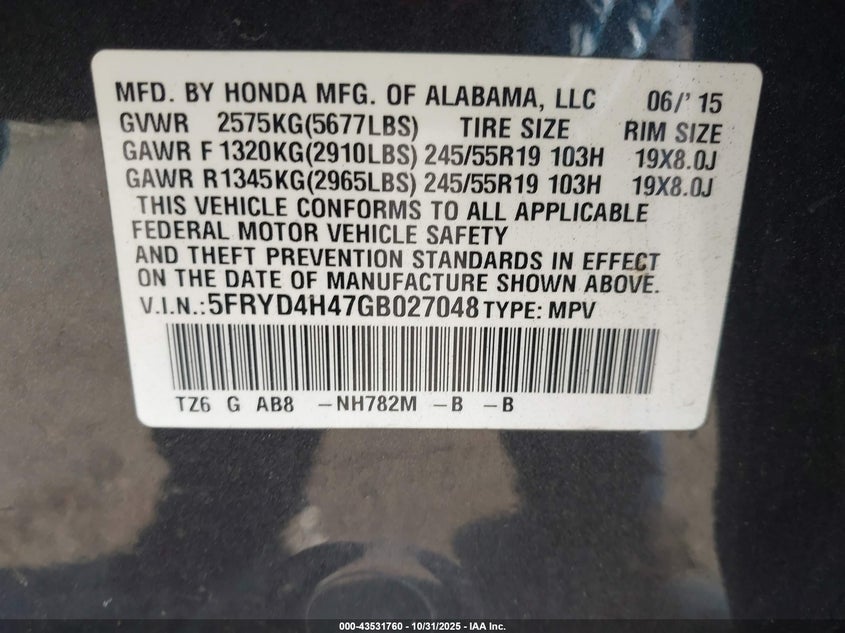 MFD. BY HONDA MFG. OF ALABAMA, LLC 06/' 15
GVWR 2575KG(5677LBS) TIRE SIZE RIM SIZE
GAWR F 1320KG(2910LBS) 245/55R19 103H 19X8.0J
GAWR R1345KG(2965LBS) 245/55R19 103H 19X8.0J
THIS VEHICLE CONFORMS TO ALL APPLICABLE
FEDERAL MOTOR VEHICLE SAFETY
AND THEFT PREVENTION STANDARDS IN EFFECT
ON THE DATE OF MANUFACTURE SHOWN ABOVE.
V.I.N.:5FRYD4H47GB027048 TYPE: MPV
TZ6 G AB8 -NH782M -B -B
000-43531760 - 10/31/2025 - IAA Inc.